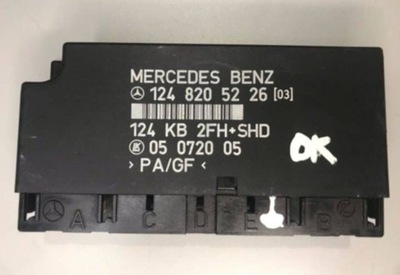 MERCEDES BENZ
124 820 52 26 [03]
124 KB 2FH+SHD
05 0720 05
> PA/GF <
OK
A C D E B